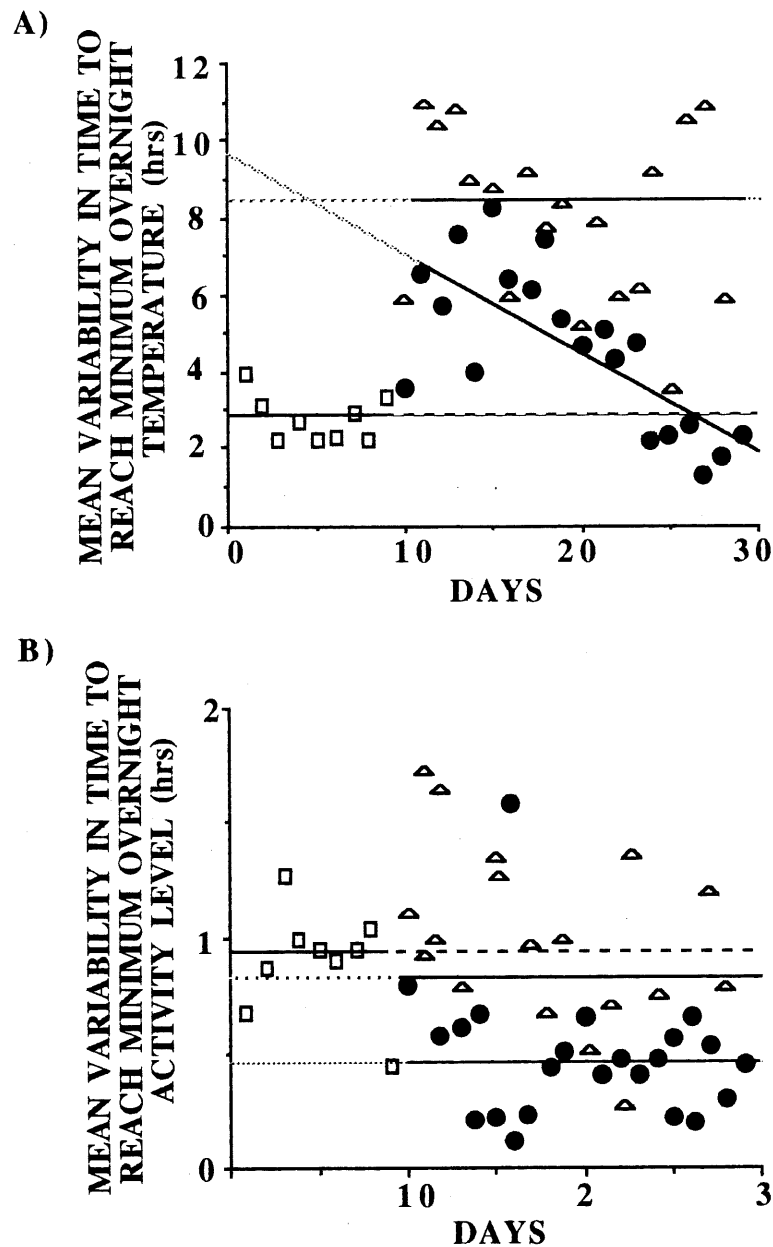 A)
MEAN VARIABILITY IN TIME TO
REACH MINIMUM OVERNIGHT
TEMPERATURE (hrs)
12
10
8
6
4
2
0
0 10 20 30
DAYS
B)
MEAN VARIABILITY IN TIME TO
REACH MINIMUM OVERNIGHT
ACTIVITY LEVEL (hrs)
2
1
0
10 2 3
DAYS